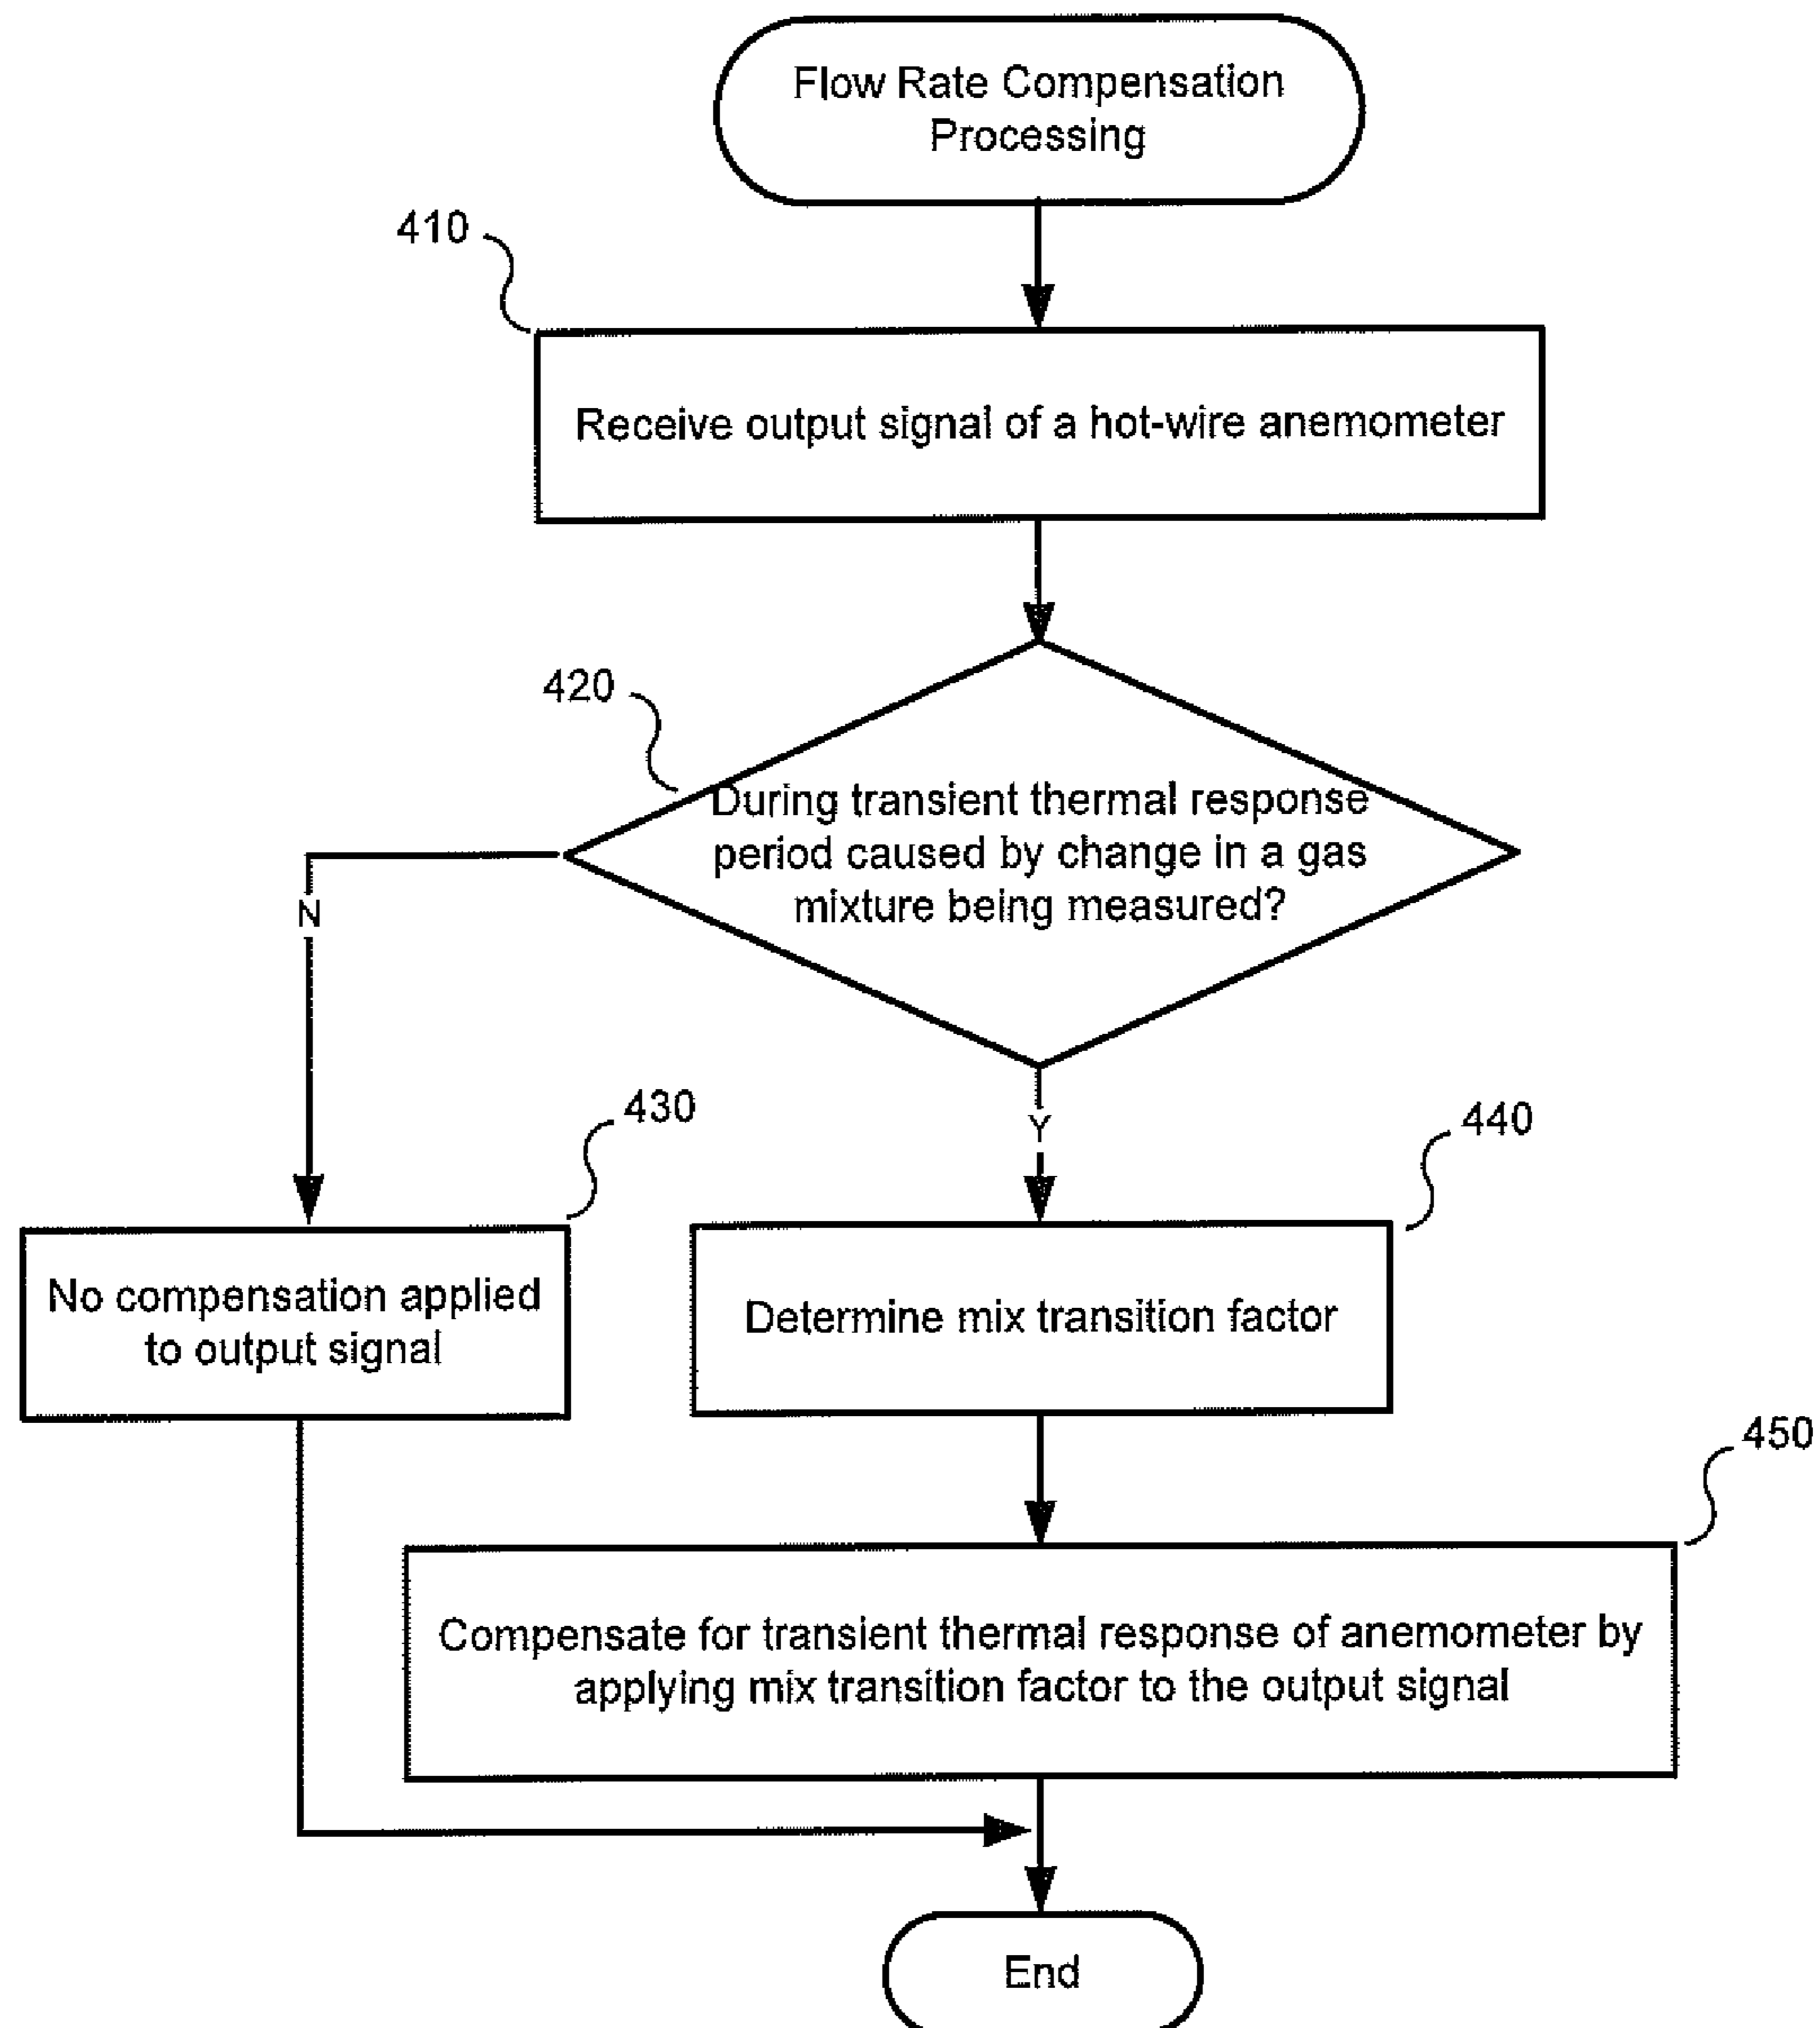 Flow Rate Compensation
Processing
410
Receive output signal of a hot-wire anemometer
420
During transient thermal response
period caused by change in a gas
mixture being measured?
N
Y
430
No compensation applied
to output signal
440
Determine mix transition factor
450
Compensate for transient thermal response of anemometer by
applying mix transition factor to the output signal
End